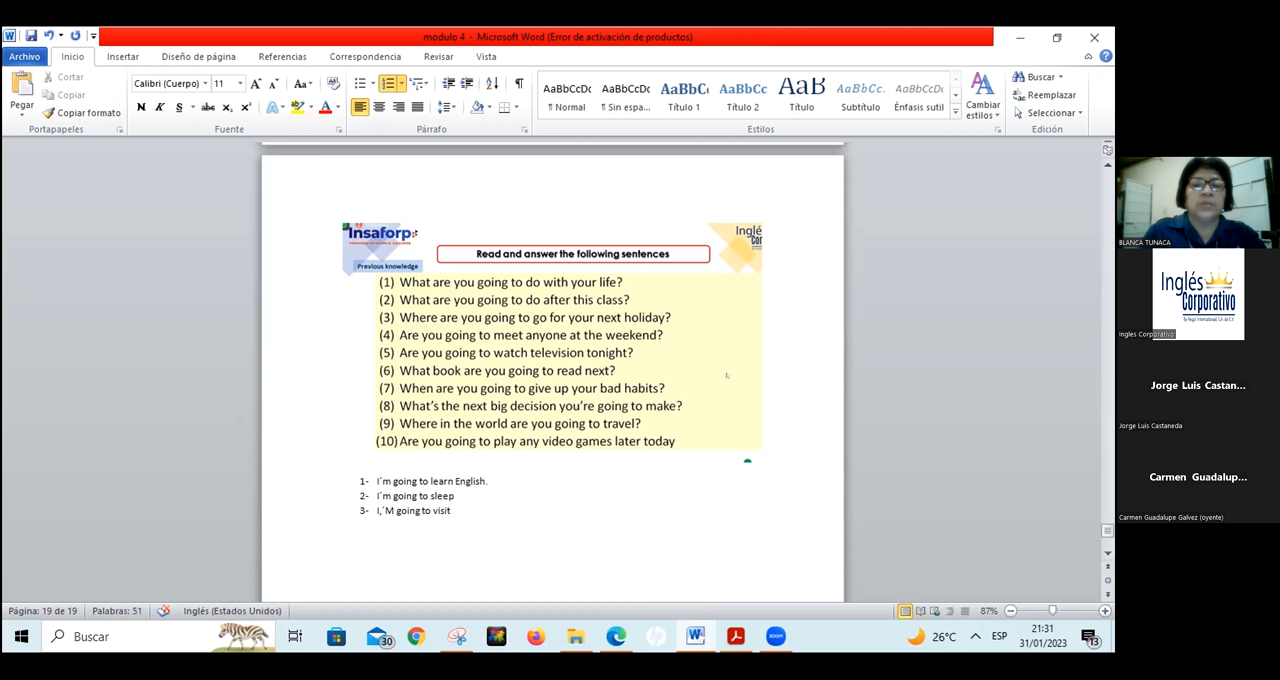 modulo 4 - Microsoft Word (Error de activación de productos)
Archivo Inicio Insertar Diseño de página Referencias Correspondencia Revisar Vista
Pegar
Cortar
Copiar
Copiar formato
Portapapeles
Calibri (Cuerpo) 11
Fuente
Párrafo
AaBbCcDc AaBbCcDc AaBbC AaBbCc AaB AaBbCc. AaBbCcDc
¶ Normal ¶ Sin espa... Título 1 Título 2 Título Subtítulo Énfasis sutil
Estilos
Cambiar estilos
Buscar
Reemplazar
Seleccionar
Edición
Insaforp
Previous knowledge
Read and answer the following sentences
Inglé
Cor
(1) What are you going to do with your life?
(2) What are you going to do after this class?
(3) Where are you going to go for your next holiday?
(4) Are you going to meet anyone at the weekend?
(5) Are you going to watch television tonight?
(6) What book are you going to read next?
(7) When are you going to give up your bad habits?
(8) What's the next big decision you're going to make?
(9) Where in the world are you going to travel?
(10) Are you going to play any video games later today
1- I´m going to learn English.
2- I´m going to sleep
3- I,´M going to visit
Página: 19 de 19 Palabras: 51 Inglés (Estados Unidos) 87%
Buscar 30 26°C ESP 21:31
31/01/2023 13
BLANCA TUNACA
Inglés
Corporativo
Ingles Corporativo
Jorge Luis Castan...
Jorge Luis Castaneda
Carmen Guadalup...
Carmen Guadalupe Galvez (oyente)